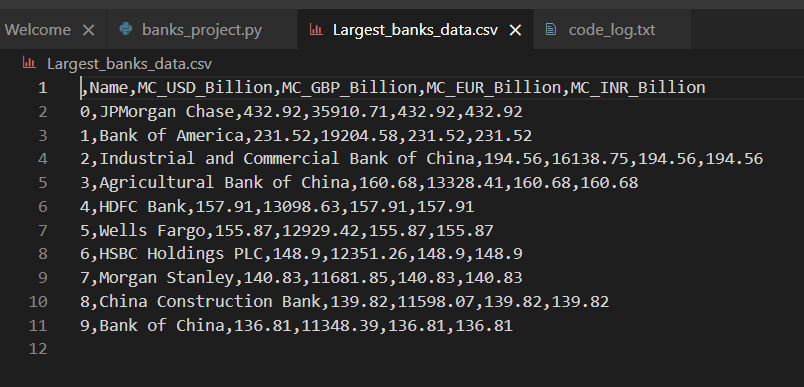 Welcome banks_project.py Largest_banks_data.csv code_log.txt
Largest_banks_data.csv
1 ,Name,MC_USD_Billion,MC_GBP_Billion,MC_EUR_Billion,MC_INR_Billion
2 0,JPMorgan Chase,432.92,35910.71,432.92,432.92
3 1,Bank of America,231.52,19204.58,231.52,231.52
4 2,Industrial and Commercial Bank of China,194.56,16138.75,194.56,194.56
5 3,Agricultural Bank of China,160.68,13328.41,160.68,160.68
6 4,HDFC Bank,157.91,13098.63,157.91,157.91
7 5,Wells Fargo,155.87,12929.42,155.87,155.87
8 6,HSBC Holdings PLC,148.9,12351.26,148.9,148.9
9 7,Morgan Stanley,140.83,11681.85,140.83,140.83
10 8,China Construction Bank,139.82,11598.07,139.82,139.82
11 9,Bank of China,136.81,11348.39,136.81,136.81
12